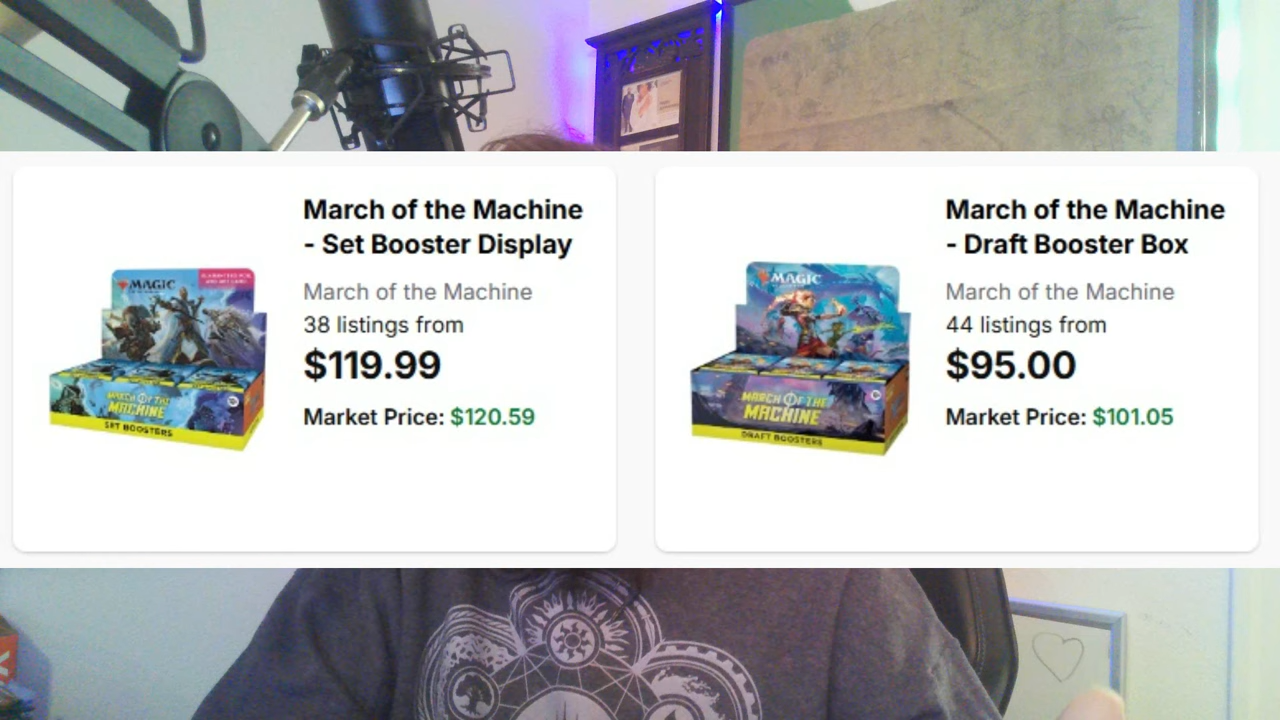 March of the Machine
- Set Booster Display
March of the Machine
38 listings from
$119.99
Market Price: $120.59
MAGIC
MARCH OF THE
MACHINE
SET BOOSTERS
March of the Machine
- Draft Booster Box
March of the Machine
44 listings from
$95.00
Market Price: $101.05
MAGIC
MARCH OF THE
MACHINE
DRAFT BOOSTERS